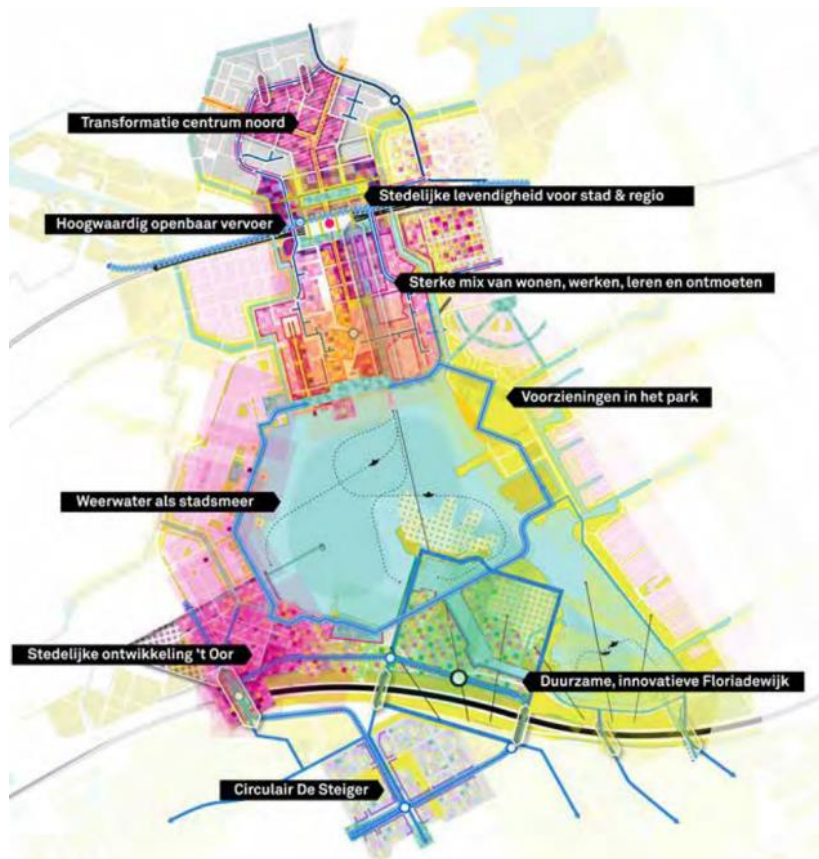 Transformatie centrum noord
Stedelijke levendigheid voor stad & regio
Hoogwaardig openbaar vervoer
Sterke mix van wonen, werken, leren en ontmoeten
Voorzieningen in het park
Weerwater als stadsmeer
Stedelijke ontwikkeling 't Oor
Duurzame, innovatieve Floriadewijk
Circulair De Steiger